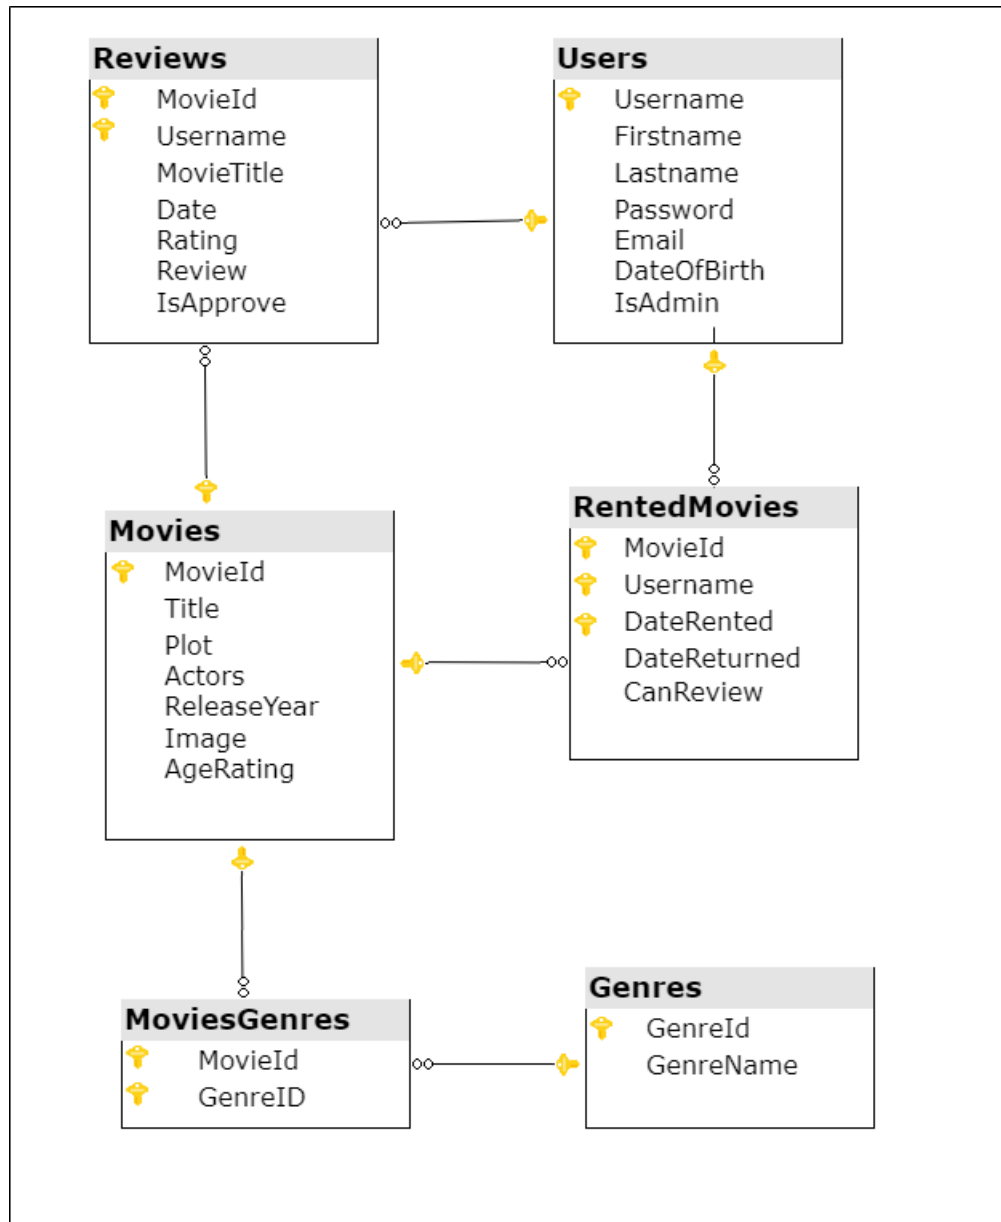 Reviews
MovieId
Username
MovieTitle
Date
Rating
Review
IsApprove
Users
Username
Firstname
Lastname
Password
Email
DateOfBirth
IsAdmin
Movies
MovieId
Title
Plot
Actors
ReleaseYear
Image
AgeRating
RentedMovies
MovieId
Username
DateRented
DateReturned
CanReview
MoviesGenres
MovieId
GenreID
Genres
GenreId
GenreName